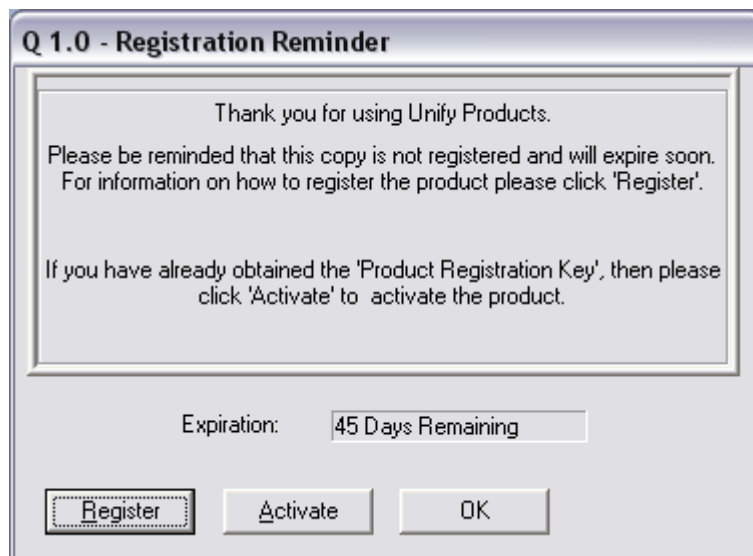 Q 1.0 - Registration Reminder
Thank you for using Unify Products.
Please be reminded that this copy is not registered and will expire soon.
For information on how to register the product please click 'Register'.
If you have already obtained the 'Product Registration Key', then please
click 'Activate' to  activate the product.
Expiration: 45 Days Remaining
Register Activate OK